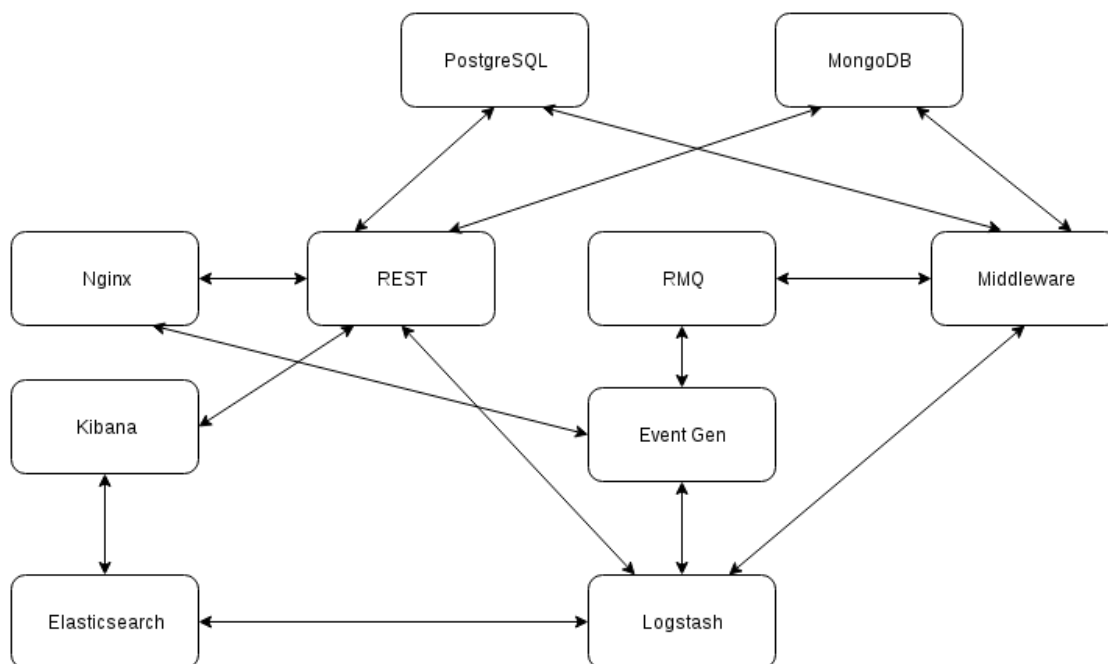 PostgreSQL
MongoDB
Nginx
REST
RMQ
Middleware
Kibana
Event Gen
Elasticsearch
Logstash